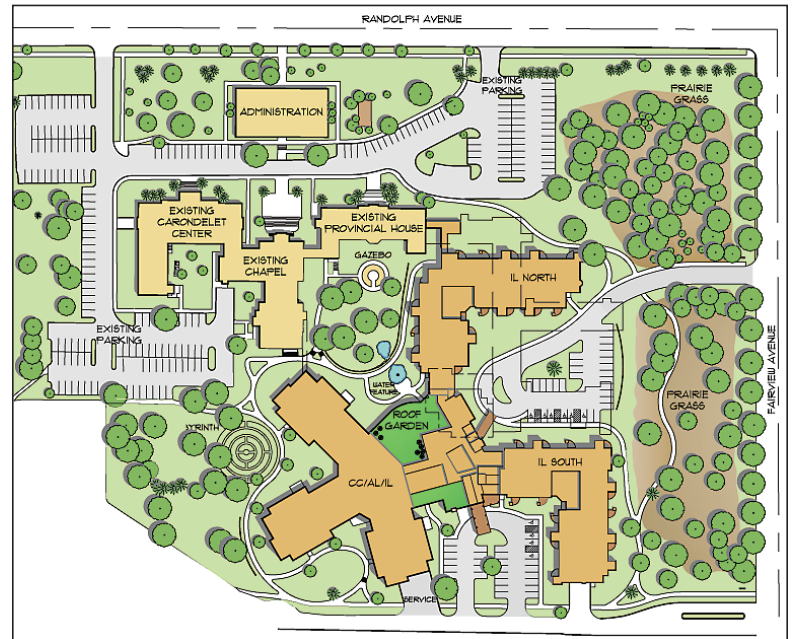 RANDOLPH AVENUE
EXISTING
PARKING
PRAIRIE
GRASS
ADMINISTRATION
EXISTING
CARONDELET
CENTER
EXISTING
PROVINCIAL HOUSE
EXISTING
CHAPEL
GAZEBO
IL NORTH
EXISTING
PARKING
FAIRVIEW AVENUE
WATER
FEATURE
PRAIRIE
GRASS
ROOF
GARDEN
SYRINTH
IL SOUTH
CC/AL/IL
SERVICE